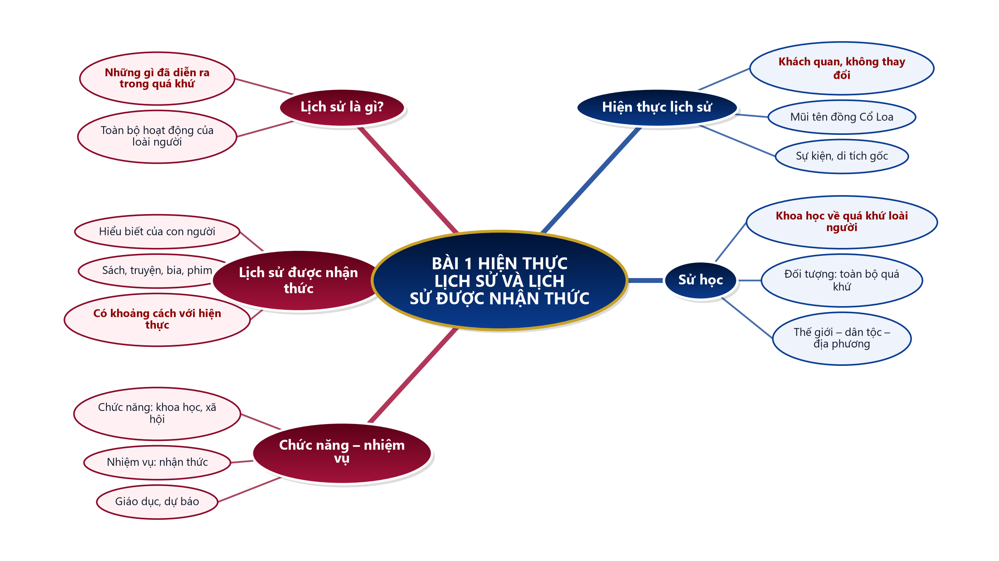 Những gì đã diễn ra
trong quá khứ
Toàn bộ hoạt động của
loài người
Lịch sử là gì?
Hiện thực lịch sử
Khách quan, không thay
đổi
Mũi tên đồng Cổ Loa
Sự kiện, di tích gốc
Hiểu biết của con người
Sách, truyện, bia, phim
Có khoảng cách với hiện
thực
Lịch sử được nhận
thức
BÀI 1 HIỆN THỰC
LỊCH SỬ VÀ LỊCH
SỬ ĐƯỢC NHẬN THỨC
Sử học
Khoa học về quá khứ loài
người
Đối tượng: toàn bộ quá
khứ
Thế giới – dân tộc –
địa phương
Chức năng: khoa học, xã
hội
Nhiệm vụ: nhận thức
Giáo dục, dự báo
Chức năng – nhiệm
vụ